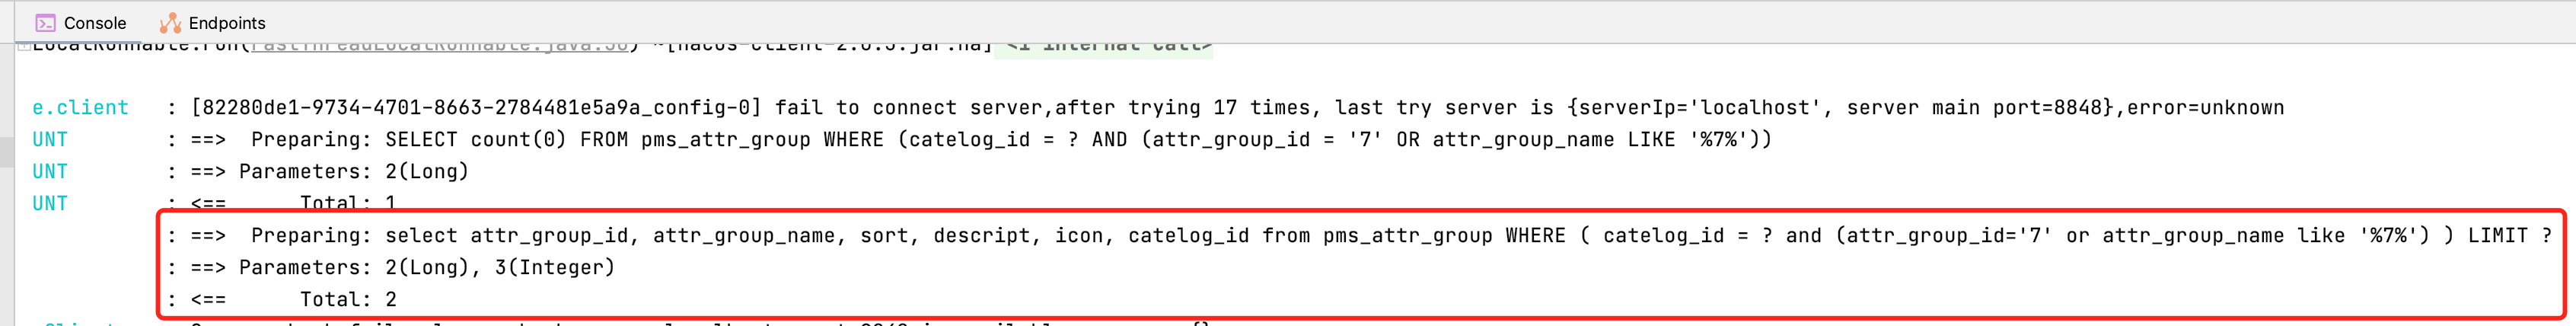 Console Endpoints
LocalRunnable.run(FastThreadLocalRunnable.java:30) ~[nacos-client-2.0.3.jar:na] <1 internal call>
e.client : [82280de1-9734-4701-8663-2784481e5a9a_config-0] fail to connect server,after trying 17 times, last try server is {serverIp='localhost', server main port=8848},error=unknown
UNT : ==>  Preparing: SELECT count(0) FROM pms_attr_group WHERE (catelog_id = ? AND (attr_group_id = '7' OR attr_group_name LIKE '%7%'))
UNT : ==> Parameters: 2(Long)
UNT : <==      Total: 1
: ==>  Preparing: select attr_group_id, attr_group_name, sort, descript, icon, catelog_id from pms_attr_group WHERE ( catelog_id = ? and (attr_group_id='7' or attr_group_name like '%7%') ) LIMIT ?
: ==> Parameters: 2(Long), 3(Integer)
: <==      Total: 2